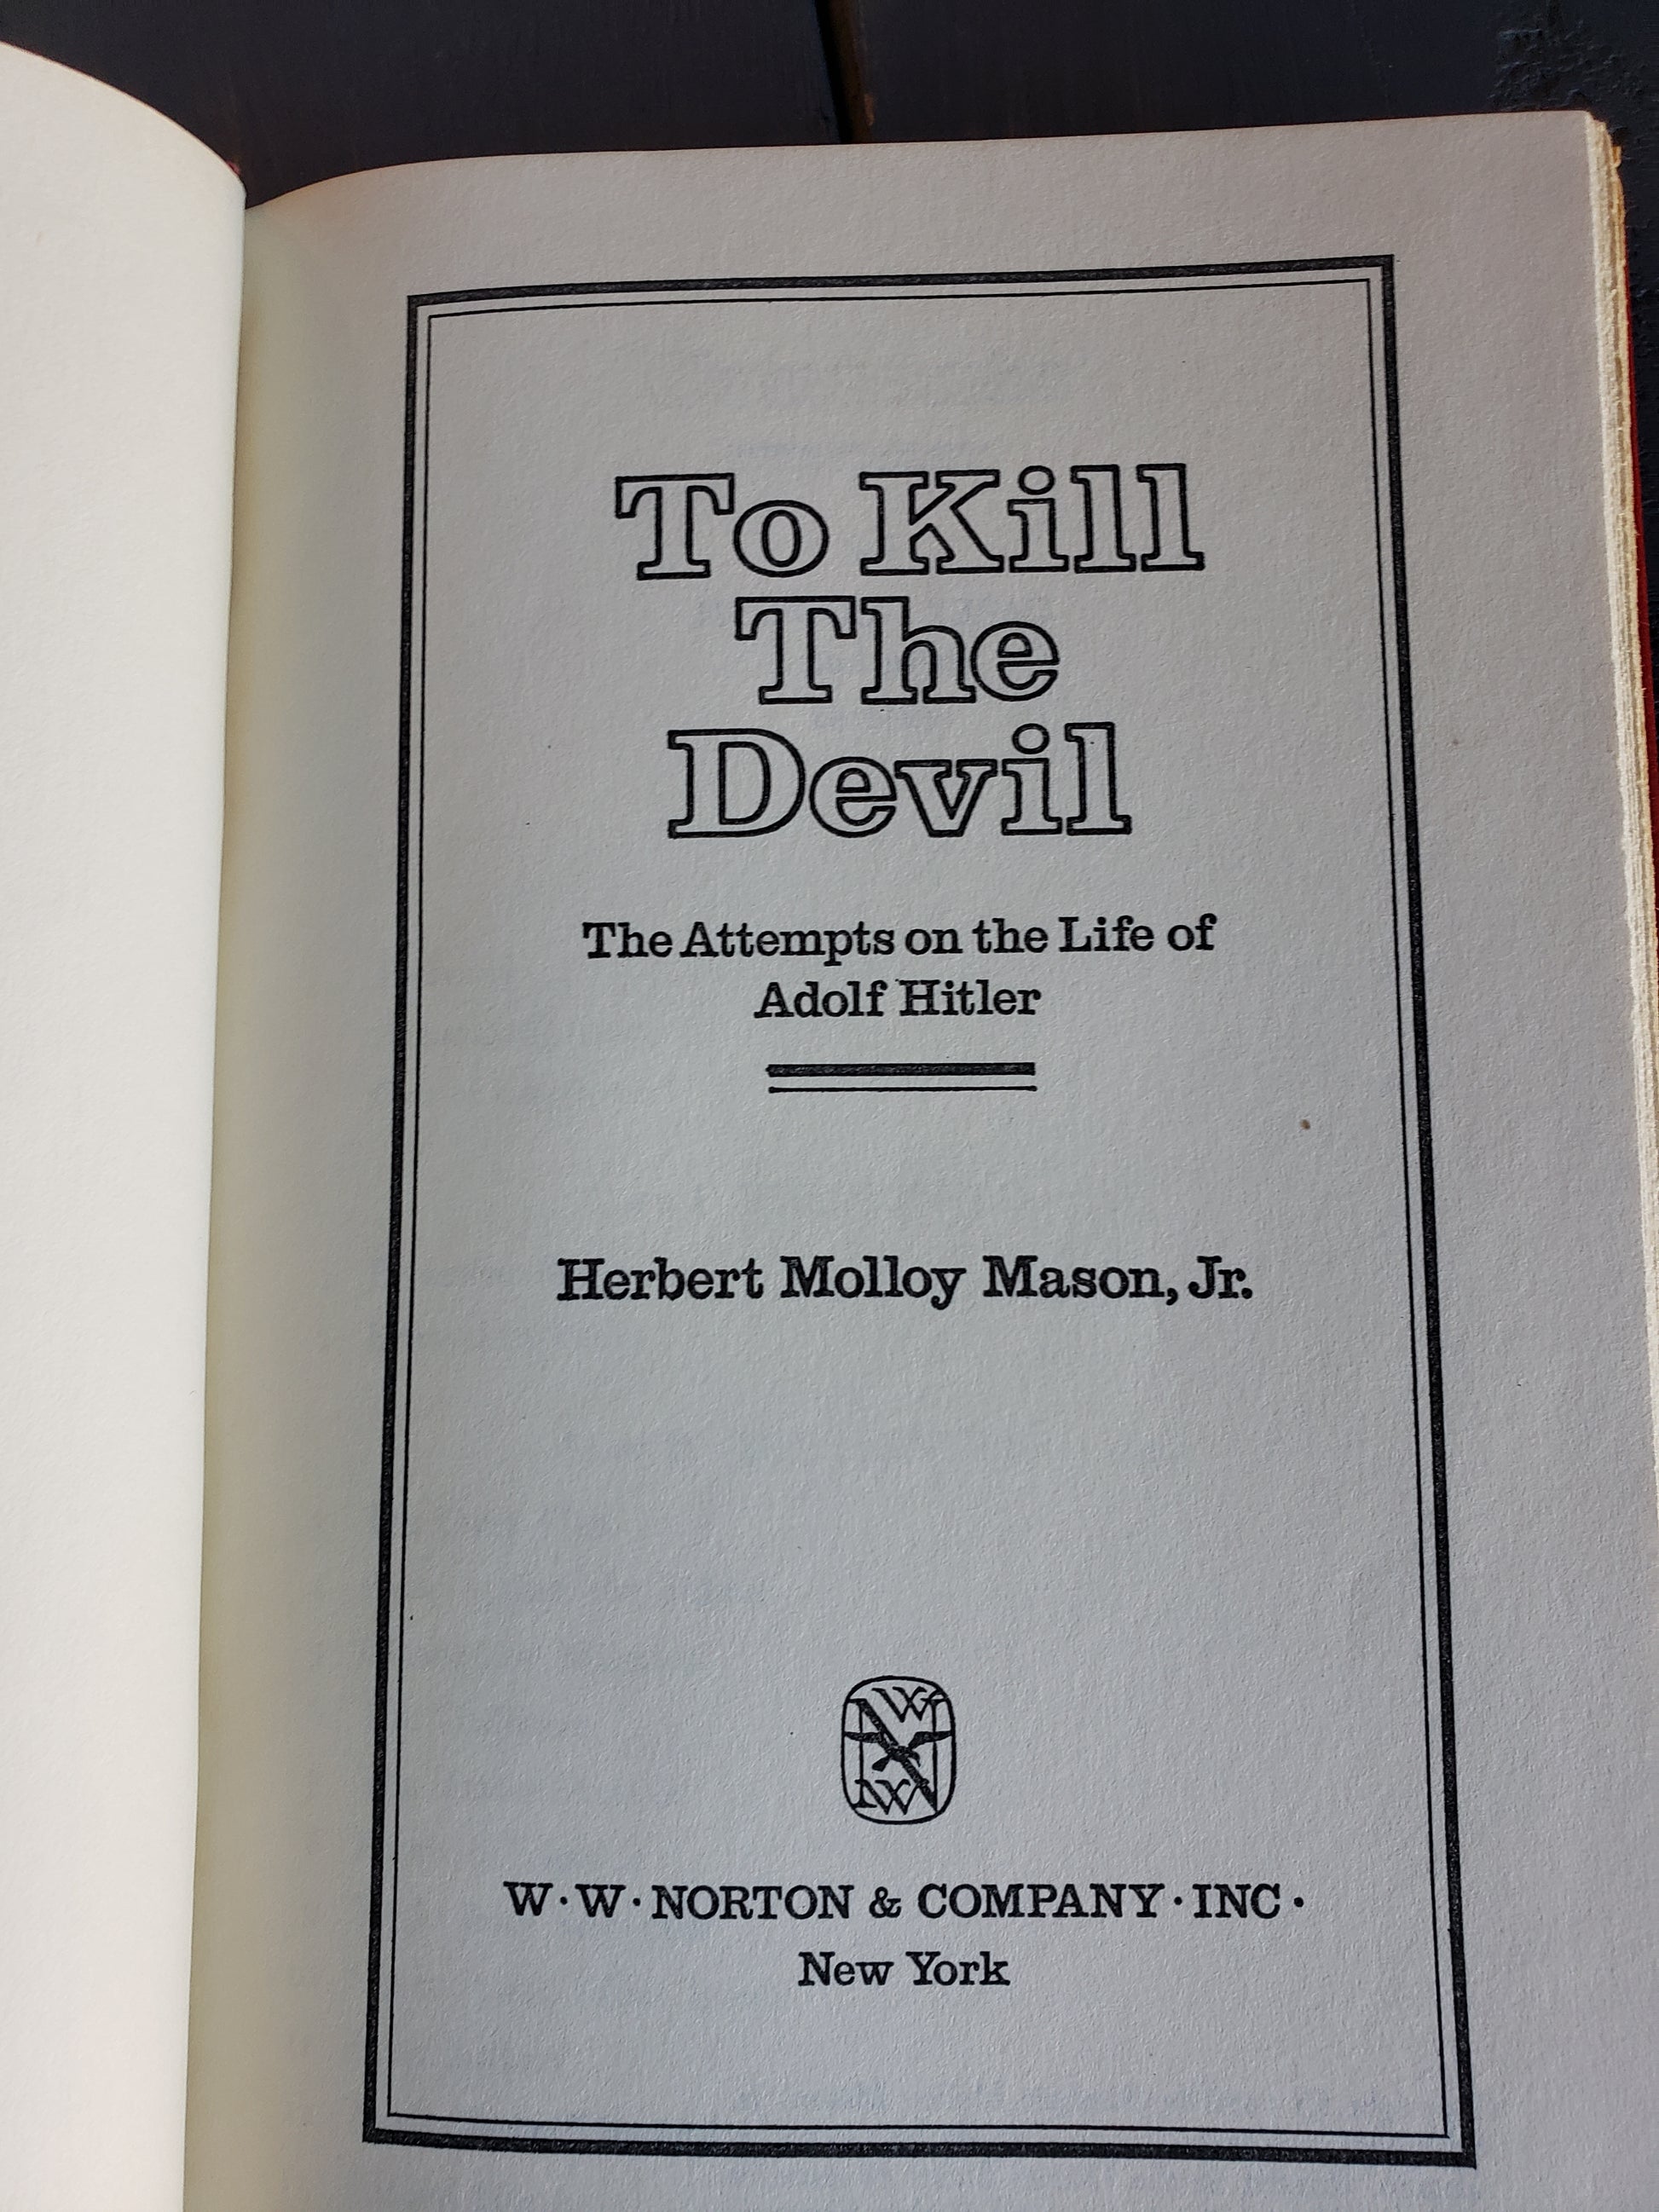 To Kill
The
Devil
The Attempts on the Life of
Adolf Hitler
Herbert Molloy Mason, Jr.
W·W·NORTON & COMPANY·INC·
New York